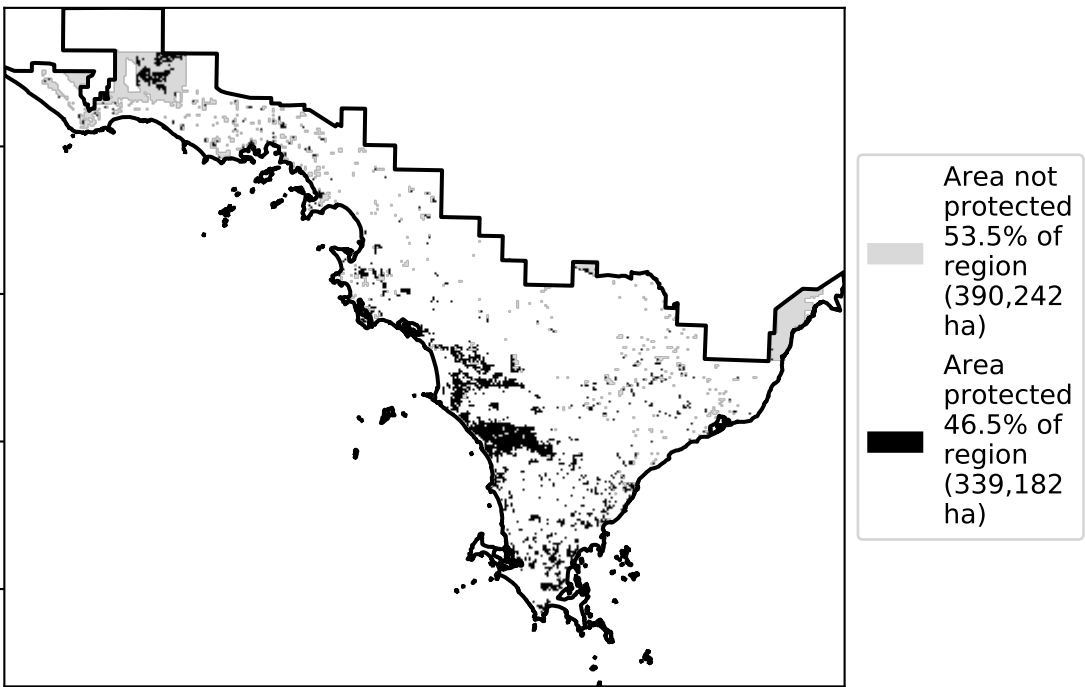 Area not
protected
53.5% of
region
(390,242
ha)
Area
protected
46.5% of
region
(339,182
ha)